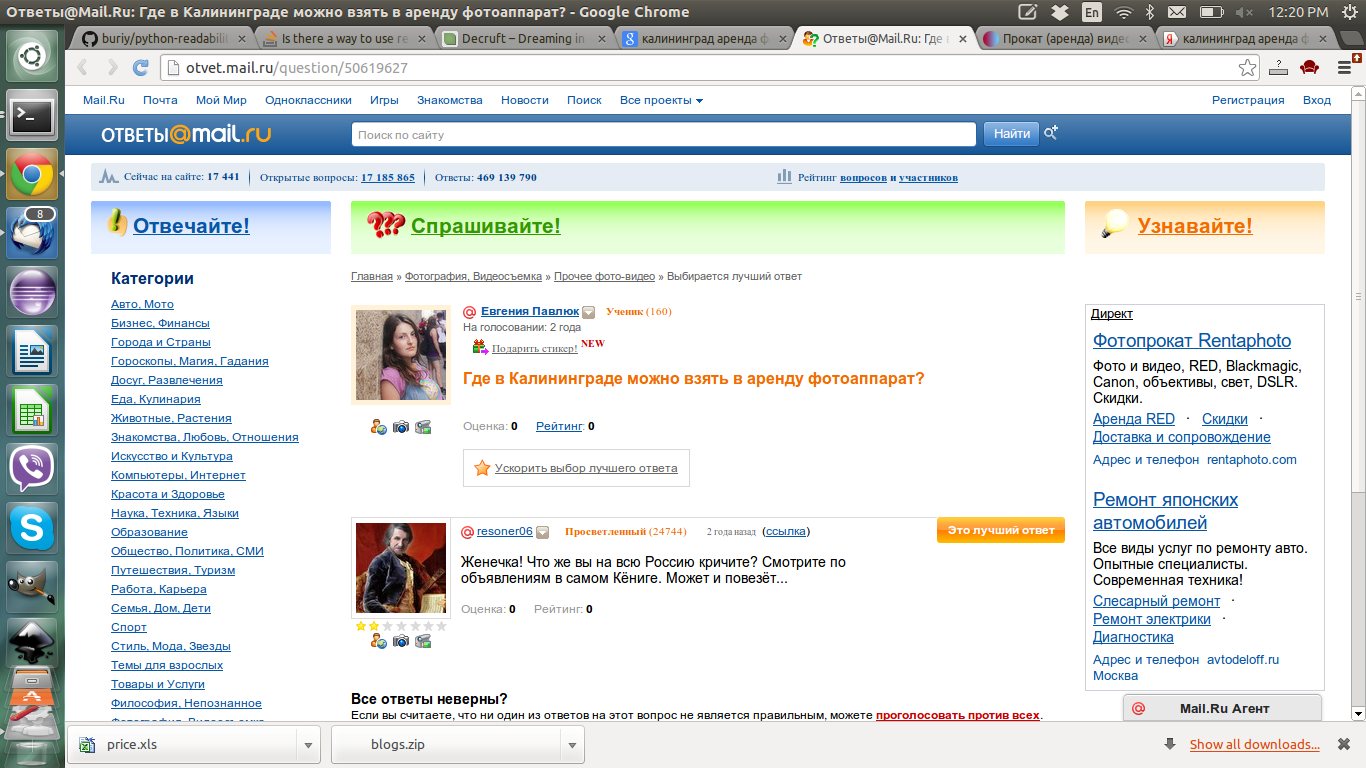 Ответы@Mail.Ru: Где в Калининграде можно взять в аренду фотоаппарат? - Google Chrome
En
12:20 PM
buriy/python-readabilit
Is there a way to use re
Decruft – Dreaming in
калининград аренда ф
Ответы@Mail.Ru: Где в
Прокат (аренда) видео
калининград аренда ф
otvet.mail.ru/question/50619627
Mail.Ru Почта Мой Мир Одноклассники Игры Знакомства Новости Поиск Все проекты
Регистрация Вход
ОТВЕТЫ@mail.ru
Поиск по сайту
Найти
Сейчас на сайте: 17 441
Открытые вопросы: 17 185 865
Ответы: 469 139 790
Рейтинг вопросов и участников
8
Отвечайте!
Спрашивайте!
Узнавайте!
Категории
Авто, Мото
Бизнес, Финансы
Города и Страны
Гороскопы, Магия, Гадания
Досуг, Развлечения
Еда, Кулинария
Животные, Растения
Знакомства, Любовь, Отношения
Искусство и Культура
Компьютеры, Интернет
Красота и Здоровье
Наука, Техника, Языки
Образование
Общество, Политика, СМИ
Путешествия, Туризм
Работа, Карьера
Семья, Дом, Дети
Спорт
Стиль, Мода, Звезды
Темы для взрослых
Товары и Услуги
Философия, Непознанное
Фотография, Видеосъемка
Главная » Фотография, Видеосъемка » Прочее фото-видео » Выбирается лучший ответ
Евгения Павлюк Ученик (160)
На голосовании: 2 года
Подарить стикер! NEW
Где в Калининграде можно взять в аренду фотоаппарат?
Оценка: 0 Рейтинг: 0
Ускорить выбор лучшего ответа
resoner06 Просветленный (24744) 2 года назад (ссылка)
Это лучший ответ
Женечка! Что же вы на всю Россию кричите? Смотрите по
объявлениям в самом Кёниге. Может и повезёт...
Оценка: 0 Рейтинг: 0
Все ответы неверны?
Если вы считаете, что ни один из ответов на этот вопрос не является правильным, можете проголосовать против всех.
Директ
Фотопрокат Rentaphoto
Фото и видео, RED, Blackmagic,
Canon, объективы, свет, DSLR.
Скидки.
Аренда RED · Скидки ·
Доставка и сопровождение
Адрес и телефон rentaphoto.com
Ремонт японских
автомобилей
Все виды услуг по ремонту авто.
Опытные специалисты.
Современная техника!
Слесарный ремонт ·
Ремонт электрики ·
Диагностика
Адрес и телефон avtodeloff.ru
Москва
Mail.Ru Агент
price.xls
blogs.zip
Show all downloads...